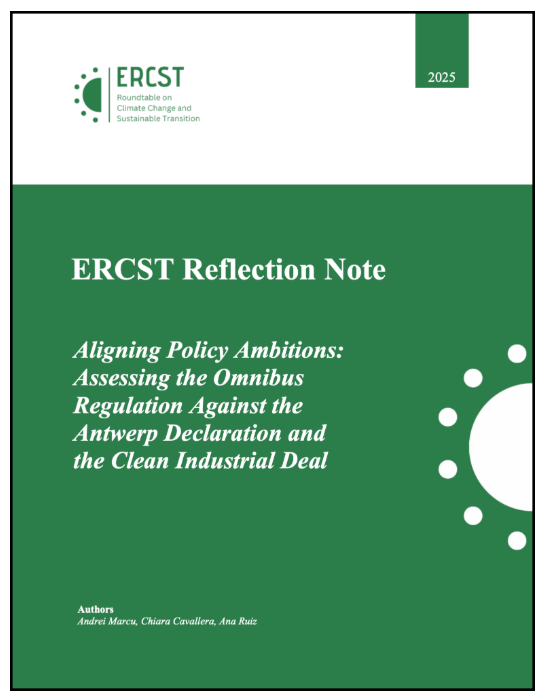 2025
ERCST
Roundtable on
Climate Change and
Sustainable Transition
ERCST Reflection Note
Aligning Policy Ambitions:
Assessing the Omnibus
Regulation Against the
Antwerp Declaration and
the Clean Industrial Deal
Authors
Andrei Marcu, Chiara Cavallera, Ana Ruiz